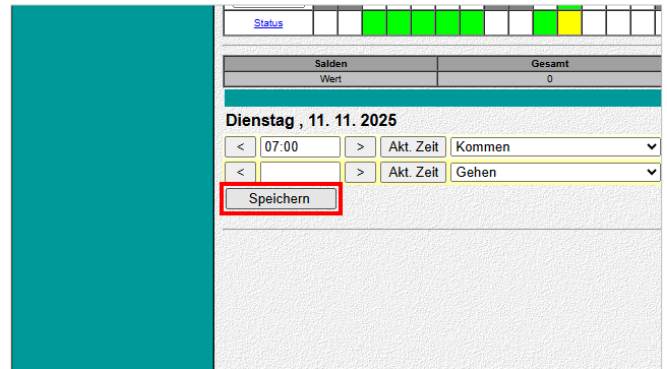 Status
Salden Gesamt
Wert 0
Dienstag , 11. 11. 2025
< 07:00 > Akt. Zeit Kommen
< > Akt. Zeit Gehen
Speichern